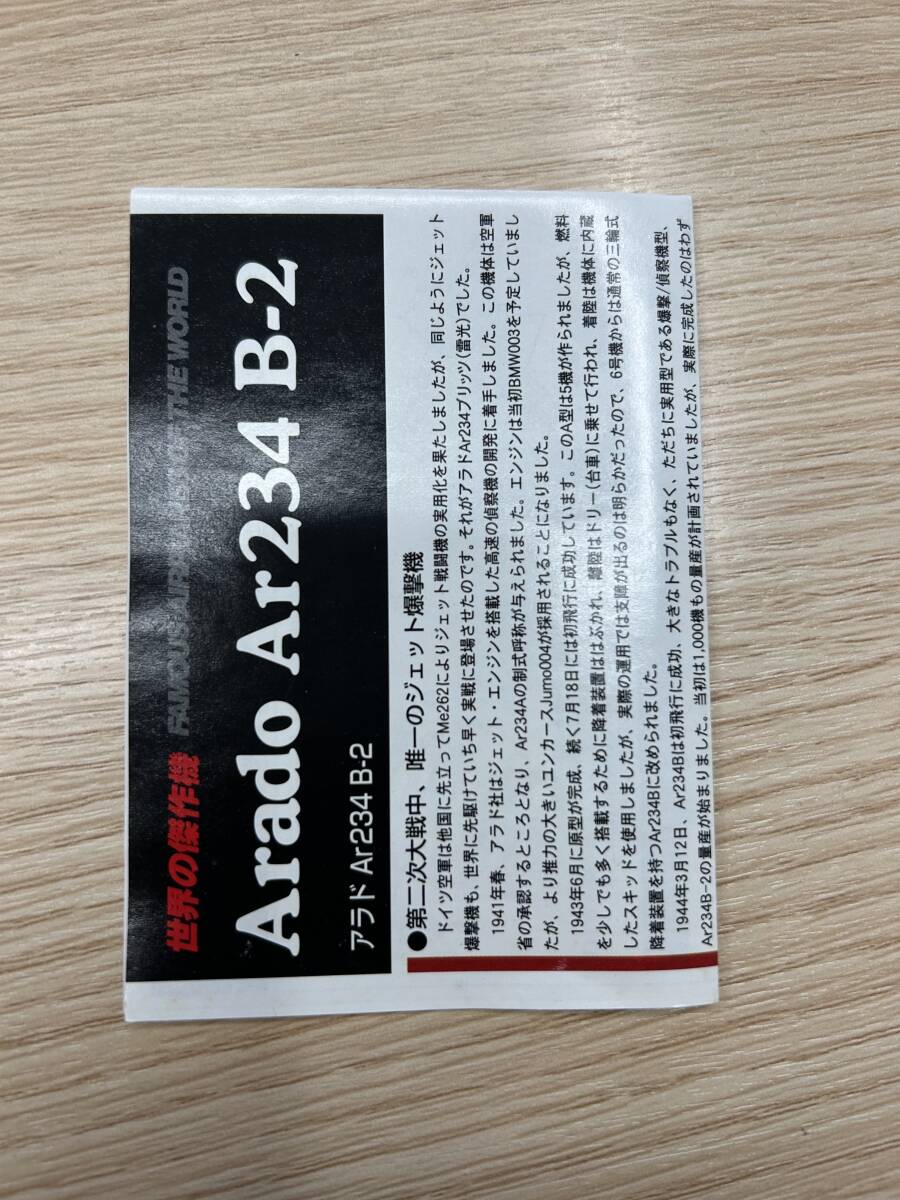 世界の傑作機 FAMOUS AIRPLANES OF THE WORLD
Arado Ar234 B-2
アラド Ar234 B-2
●第二次大戦中、唯一のジェット爆撃機
ドイツ空軍は他国に先立ってMe262によりジェット戦闘機の実用化を果たしましたが、同じようにジェット
爆撃機も、世界に先駆けていち早く実戦に登場させたのです。それがアラドAr234ブリッツ(雷光)でした。
1941年春、アラド社はジェット・エンジンを搭載した高速の偵察機の開発に着手しました。この機体は空軍
省の承認するところとなり、Ar234Aの制式呼称が与えられました。エンジンは当初BMW003を予定していまし
たが、より推力の大きいユンカースJumo004が採用されることになりました。
1943年6月に原型が完成、続く7月18日には初飛行に成功しています。このA型は5機が作られましたが、燃料
を少しでも多く搭載するために降着装置ははぶかれ、離陸はドリー(台車)に乗せて行われ、着陸は機体に内蔵
したスキッドを使用しましたが、実際の運用では支障が出るのは明らかだったので、6号機からは通常の三輪式
降着装置を持つAr234Bに改められました。
1944年3月12日、Ar234Bは初飛行に成功、大きなトラブルもなく、ただちに実用型である爆撃/偵察機型、
Ar234B-2の量産が始まりました。当初は1,000機もの量産が計画されていましたが、実際に完成したのはわず